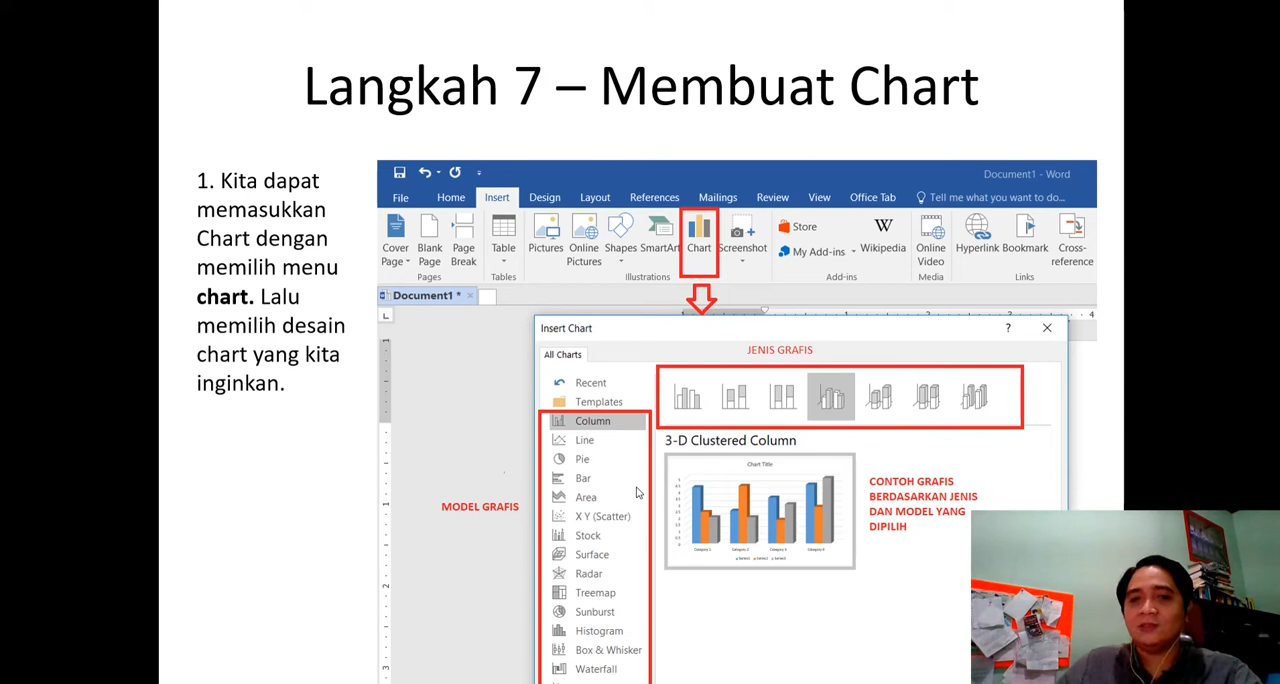 Langkah 7 – Membuat Chart
1. Kita dapat
memasukkan
Chart dengan
memilih menu
chart. Lalu
memilih desain
chart yang kita
inginkan.
Document1 - Word
File Home Insert Design Layout References Mailings Review View Office Tab Tell me what you want to do...
Cover Page
Blank Page
Page Break
Table
Pictures
Online Pictures
Shapes
SmartArt
Chart
Screenshot
Store
My Add-ins
Wikipedia
Online Video
Hyperlink
Bookmark
Cross-reference
Pages Tables Illustrations Add-ins Media Links
Document1 *
Insert Chart
All Charts
JENIS GRAFIS
Recent
Templates
Column
Line
Pie
Bar
Area
X Y (Scatter)
Stock
Surface
Radar
Treemap
Sunburst
Histogram
Box & Whisker
Waterfall
MODEL GRAFIS
3-D Clustered Column
Chart Title
CONTOH GRAFIS
BERDASARKAN JENIS
DAN MODEL YANG
DIPILIH